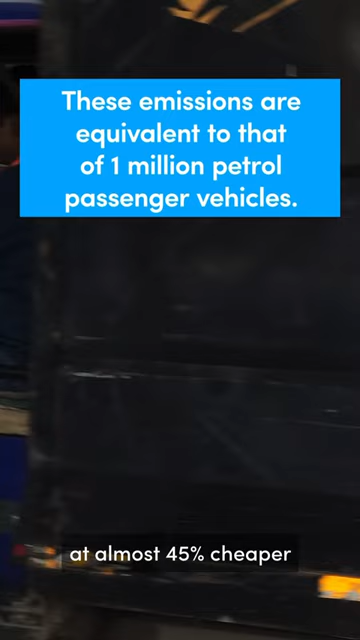 These emissions are
equivalent to that
of 1 million petrol
passenger vehicles.
at almost 45% cheaper